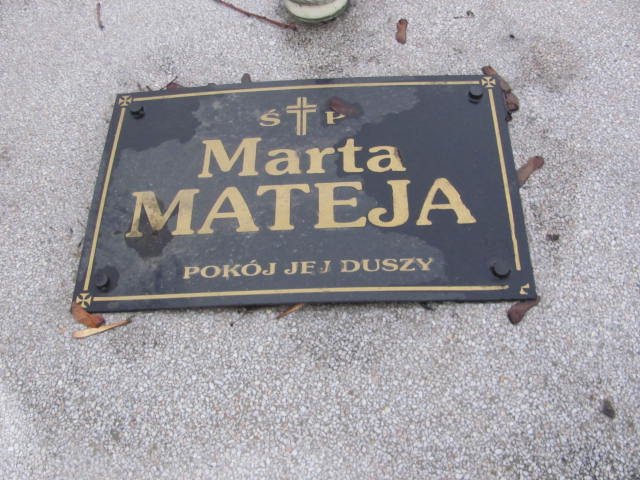 Ś P
Marta
MATEJA
POKÓJ JEJ DUSZY